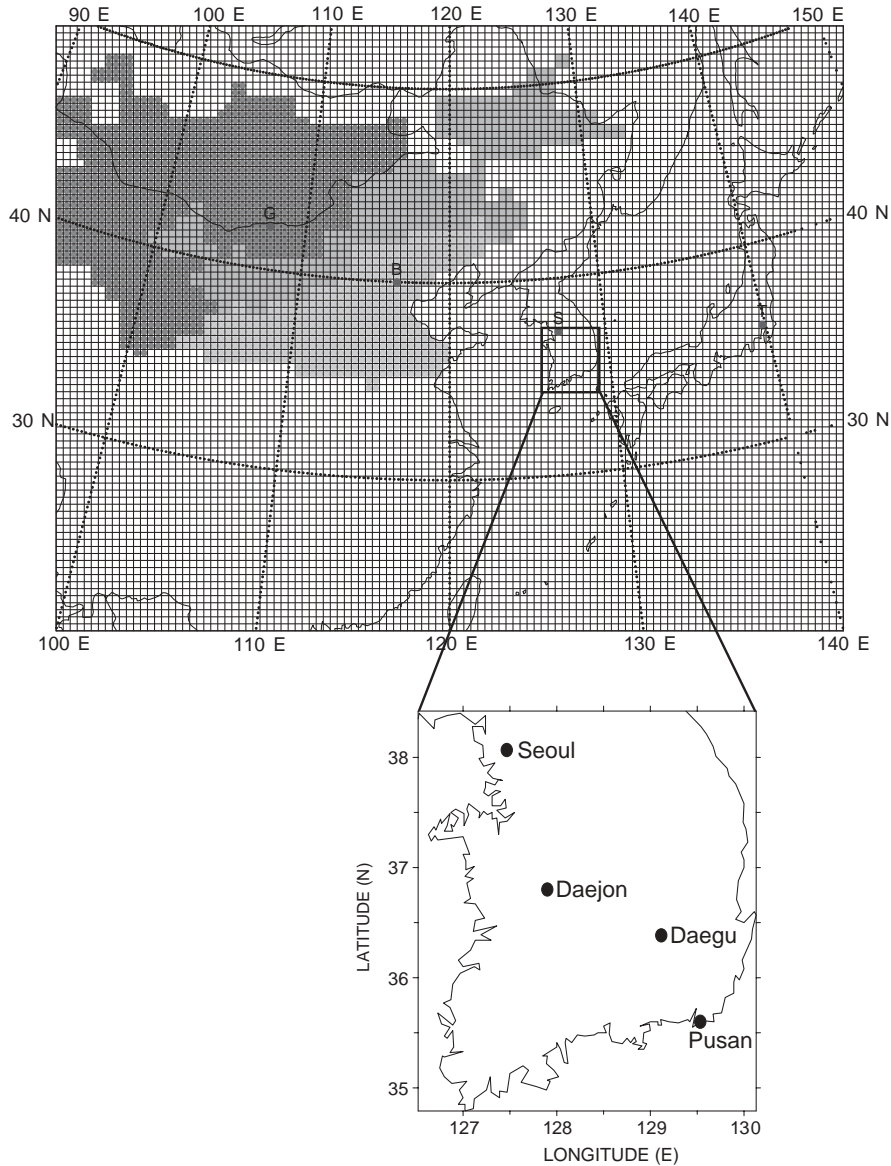 90 E 100 E 110 E 120 E 130 E 140 E 150 E
40 N
40 N
G
B
S
T
30 N
30 N
100 E 110 E 120 E 130 E 140 E
38
37
36
35
LATITUDE (N)
Seoul
Daejon
Daegu
Pusan
127 128 129 130
LONGITUDE (E)